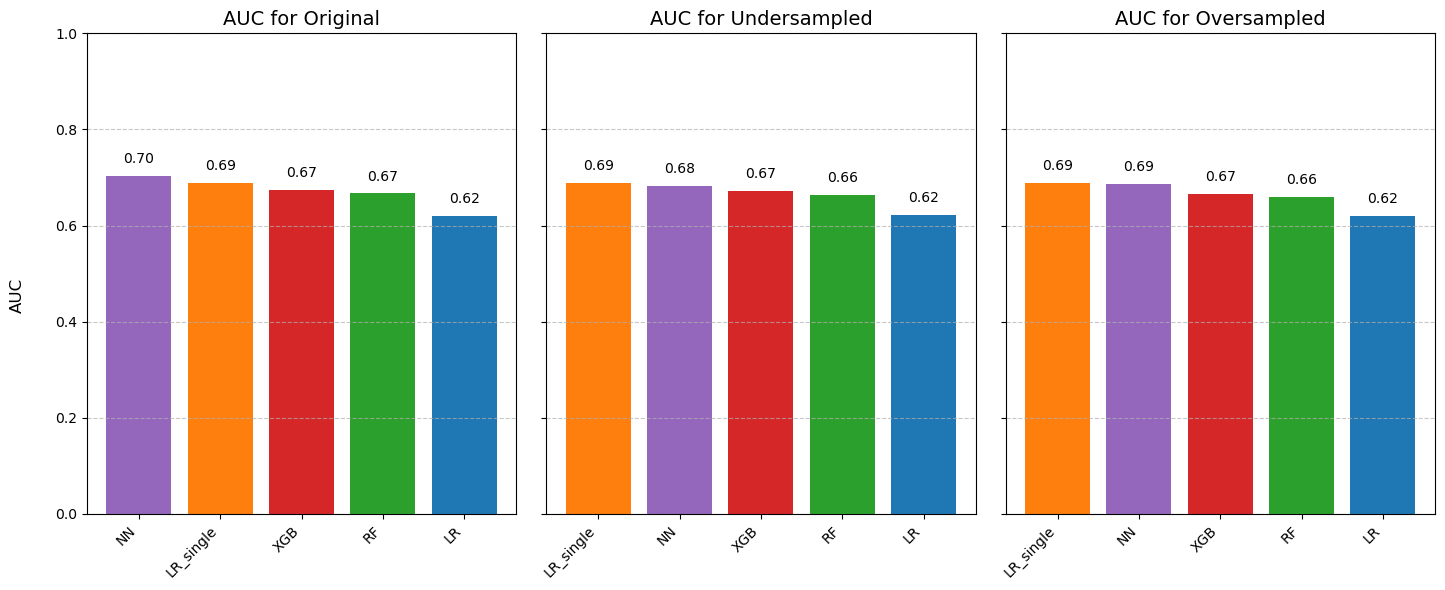 AUC for Original
AUC for Undersampled
AUC for Oversampled
AUC
1.0
0.8
0.6
0.4
0.2
0.0
0.70
0.69
0.67
0.67
0.62
NN
LR_single
XGB
RF
LR
0.69
0.68
0.67
0.66
0.62
LR_single
NN
XGB
RF
LR
0.69
0.69
0.67
0.66
0.62
LR_single
NN
XGB
RF
LR